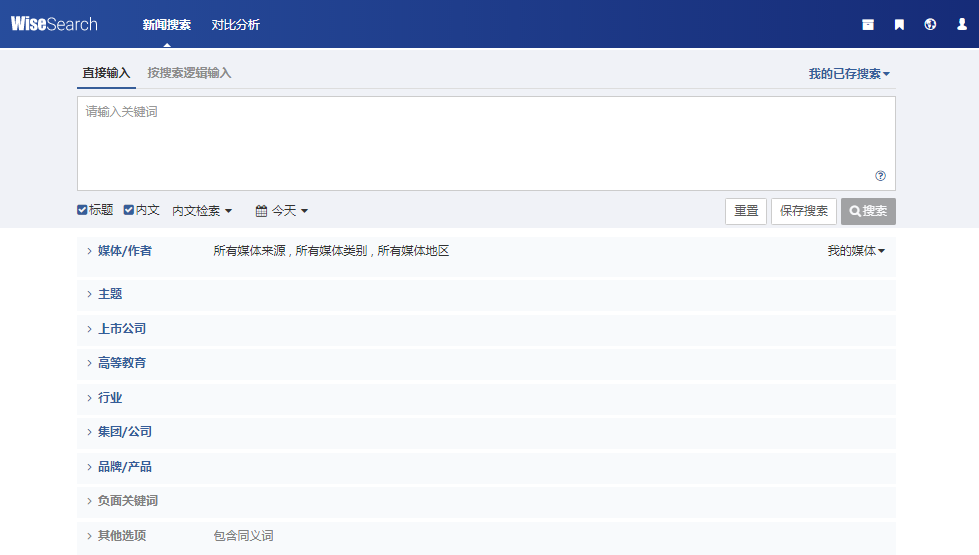 WiseSearch 新闻搜索 对比分析
直接输入 按搜索逻辑输入 我的已存搜索
请输入关键词
标题 内文 内文检索 今天 重置 保存搜索 搜索
媒体/作者 所有媒体来源 , 所有媒体类别 , 所有媒体地区 我的媒体
主题
上市公司
高等教育
行业
集团/公司
品牌/产品
负面关键词
其他选项 包含同义词